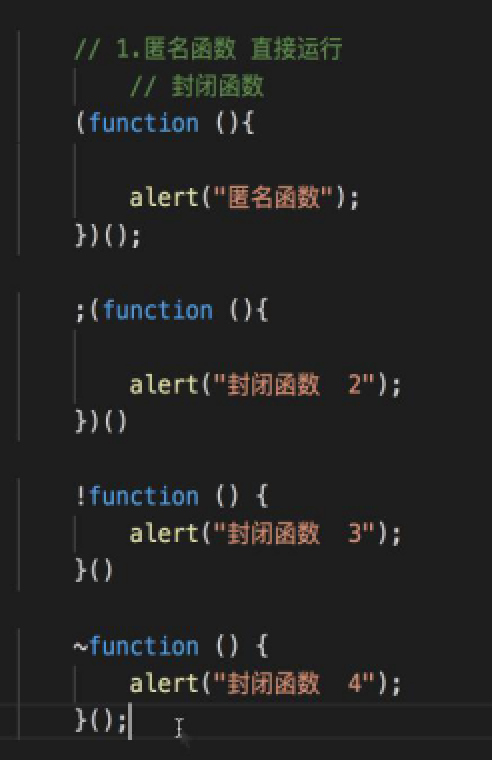 // 1.匿名函数 直接运行
// 封闭函数
(function (){
alert("匿名函数");
})();
;(function (){
alert("封闭函数  2");
})()
!function () {
alert("封闭函数  3");
}()
~function () {
alert("封闭函数  4");
}();